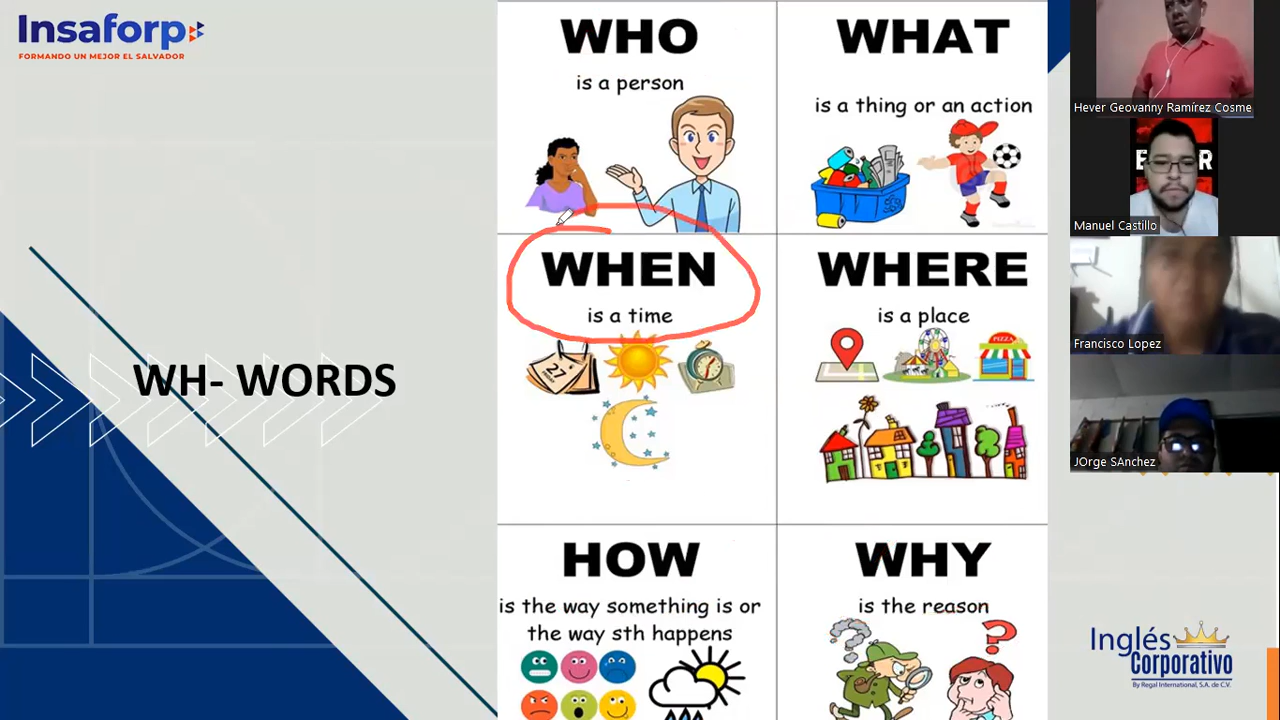 Insaforp
FORMANDO UN MEJOR EL SALVADOR
WH- WORDS
WHO
is a person
WHAT
is a thing or an action
WHEN
is a time
27
WHERE
is a place
PIZZA
HOW
is the way something is or
the way sth happens
WHY
is the reason
Hever Geovanny Ramírez Cosme
Manuel Castillo
Francisco Lopez
JOrge SAnchez
Inglés
Corporativo
By Regal International, S.A. de C.V.